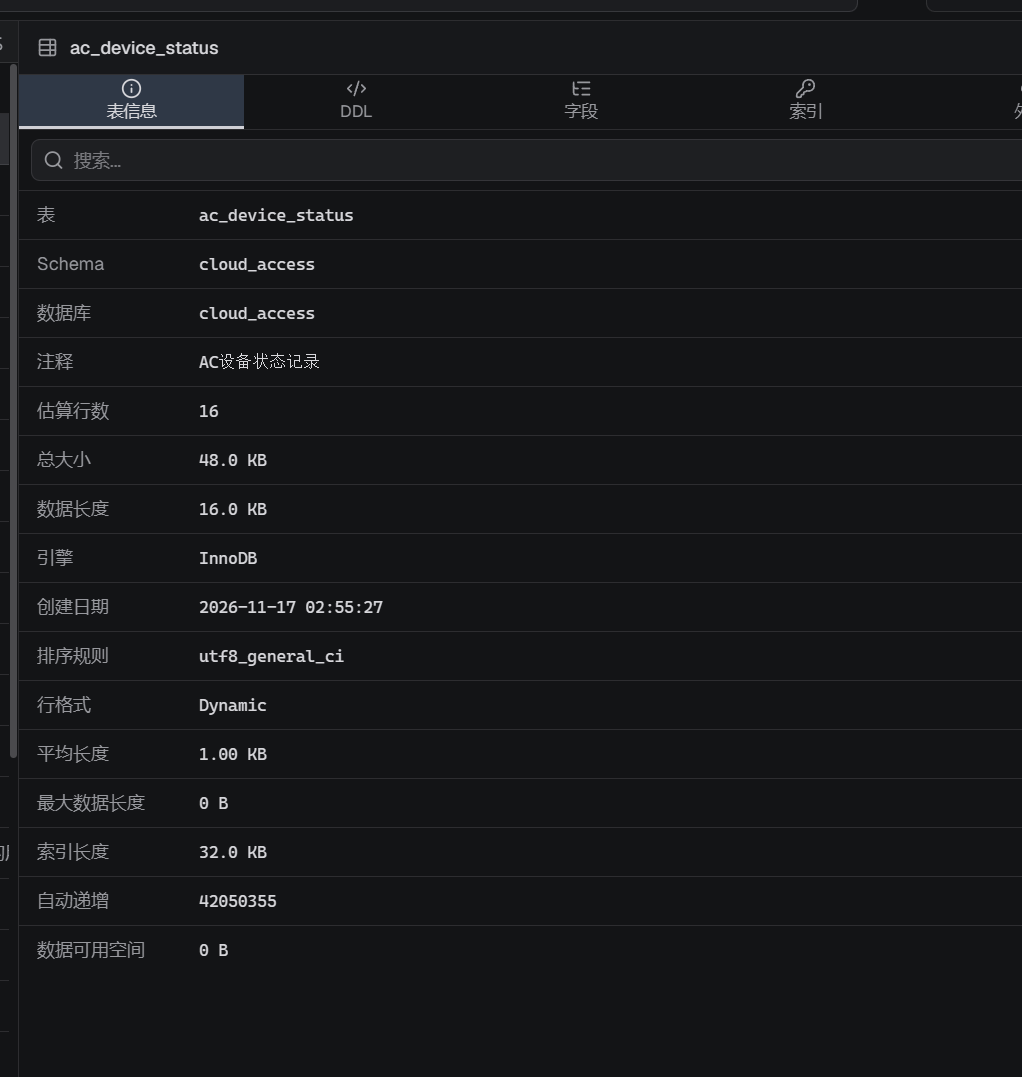 ac_device_status
表信息
DDL
字段
索引
搜索...
表 ac_device_status
Schema cloud_access
数据库 cloud_access
注释 AC设备状态记录
估算行数 16
总大小 48.0 KB
数据长度 16.0 KB
引擎 InnoDB
创建日期 2026-11-17 02:55:27
排序规则 utf8_general_ci
行格式 Dynamic
平均长度 1.00 KB
最大数据长度 0 B
索引长度 32.0 KB
自动递增 42050355
数据可用空间 0 B